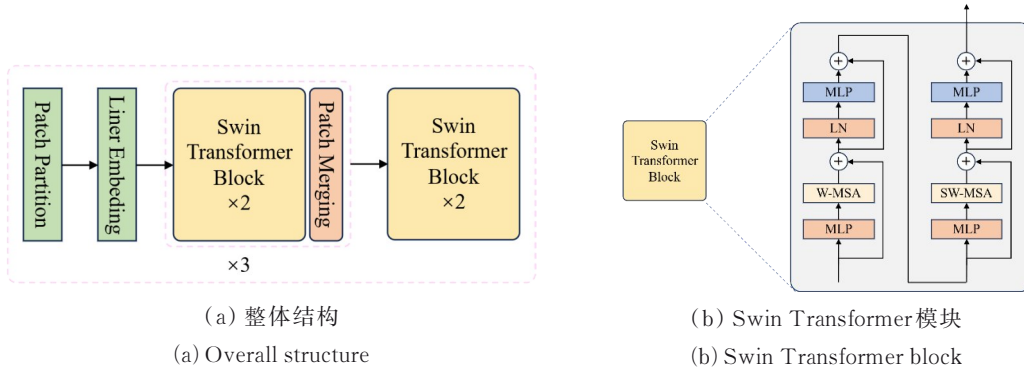 Patch Partition
Liner Embeding
Swin
Transformer
Block
×2
Patch Merging
×3
Swin
Transformer
Block
×2
(a) 整体结构
(a) Overall structure
Swin
Transformer
Block
MLP
LN
W-MSA
MLP
MLP
LN
SW-MSA
MLP
(b) Swin Transformer模块
(b) Swin Transformer block